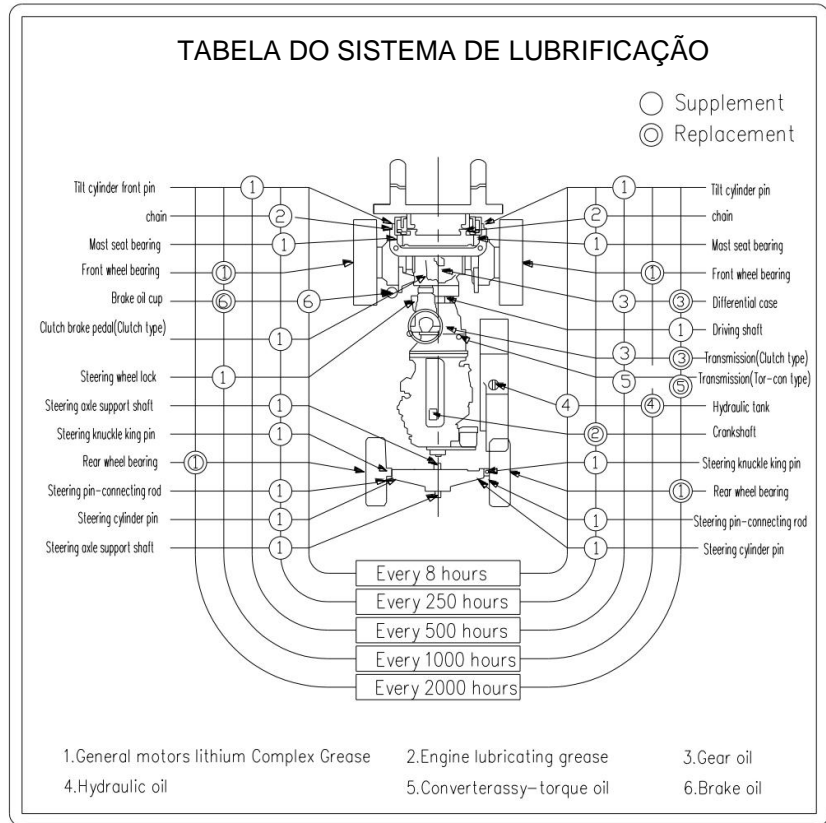 TABELA DO SISTEMA DE LUBRIFICAÇÃO
Supplement
Replacement
Tilt cylinder front pin 1 1 Tilt cylinder pin
chain 2 2 chain
Mast seat bearing 1 1 Mast seat bearing
Front wheel bearing 1 1 Front wheel bearing
Brake oil cup 6 6 3 3 Differential case
Clutch brake pedal(Clutch type) 1 1 Driving shaft
3 3 Transmission(Clutch type)
Steering wheel lock 1 5 5 Transmission(Tor-con type)
Steering axle support shaft 1 4 4 Hydraulic tank
Steering knuckle king pin 1 2 Crankshaft
Rear wheel bearing 1 1 Steering knuckle king pin
Steering pin-connecting rod 1 1 Rear wheel bearing
Steering cylinder pin 1 1 Steering pin-connecting rod
Steering axle support shaft 1 1 Steering cylinder pin
Every 8 hours
Every 250 hours
Every 500 hours
Every 1000 hours
Every 2000 hours
1.General motors lithium Complex Grease 2.Engine lubricating grease 3.Gear oil
4.Hydraulic oil 5.Converterassy-torque oil 6.Brake oil